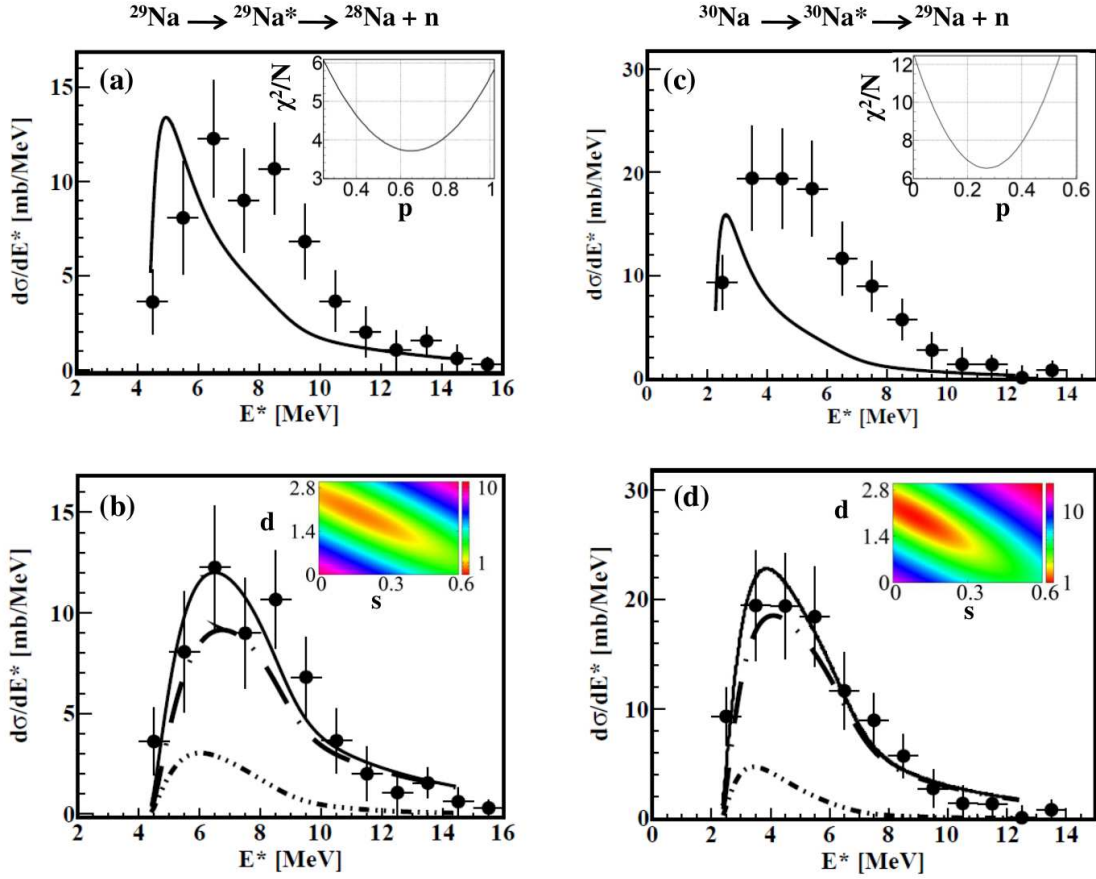 ²⁹Na → ²⁹Na* → ²⁸Na + n
³⁰Na → ³⁰Na* → ²⁹Na + n
(a)
dσ/dE* [mb/MeV]
15
10
5
0
2 4 6 8 10 12 14 16
E* [MeV]
χ²/N
6
5
4
3
0.4 0.6 0.8 1
p
(c)
dσ/dE* [mb/MeV]
30
20
10
0
0 2 4 6 8 10 12 14
E* [MeV]
χ²/N
12
10
8
6
0 0.2 0.4 0.6
p
(b)
dσ/dE* [mb/MeV]
15
10
5
0
2 4 6 8 10 12 14 16
E* [MeV]
d
2.8
1.4
0
0 0.3 0.6
s
10
1
(d)
dσ/dE* [mb/MeV]
30
20
10
0
0 2 4 6 8 10 12 14
E* [MeV]
d
2.8
1.4
0
0 0.3 0.6
s
10
1